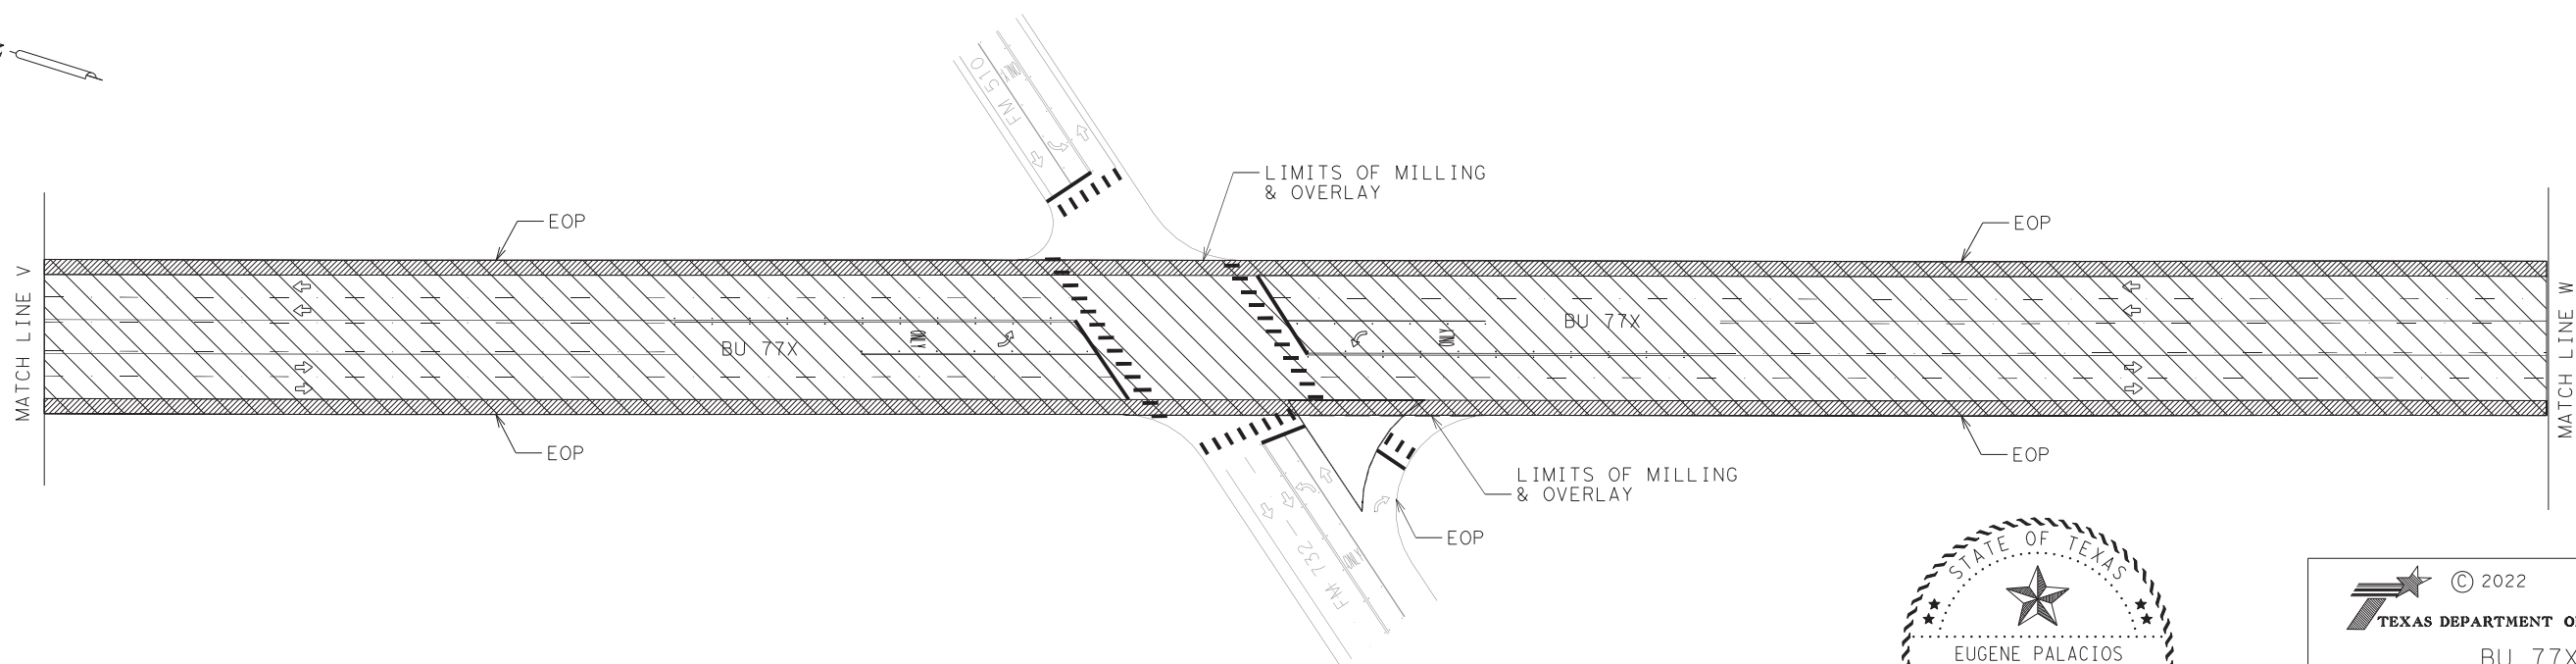 FM 510
ONLY
LIMITS OF MILLING
& OVERLAY
EOP
EOP
MATCH LINE V
BU 77X
ONLY
ONLY
BU 77X
MATCH LINE W
EOP
EOP
LIMITS OF MILLING
& OVERLAY
EOP
FM 732
ONLY
STATE OF TEXAS
EUGENE PALACIOS
© 2022
TEXAS DEPARTMENT
BU 77X